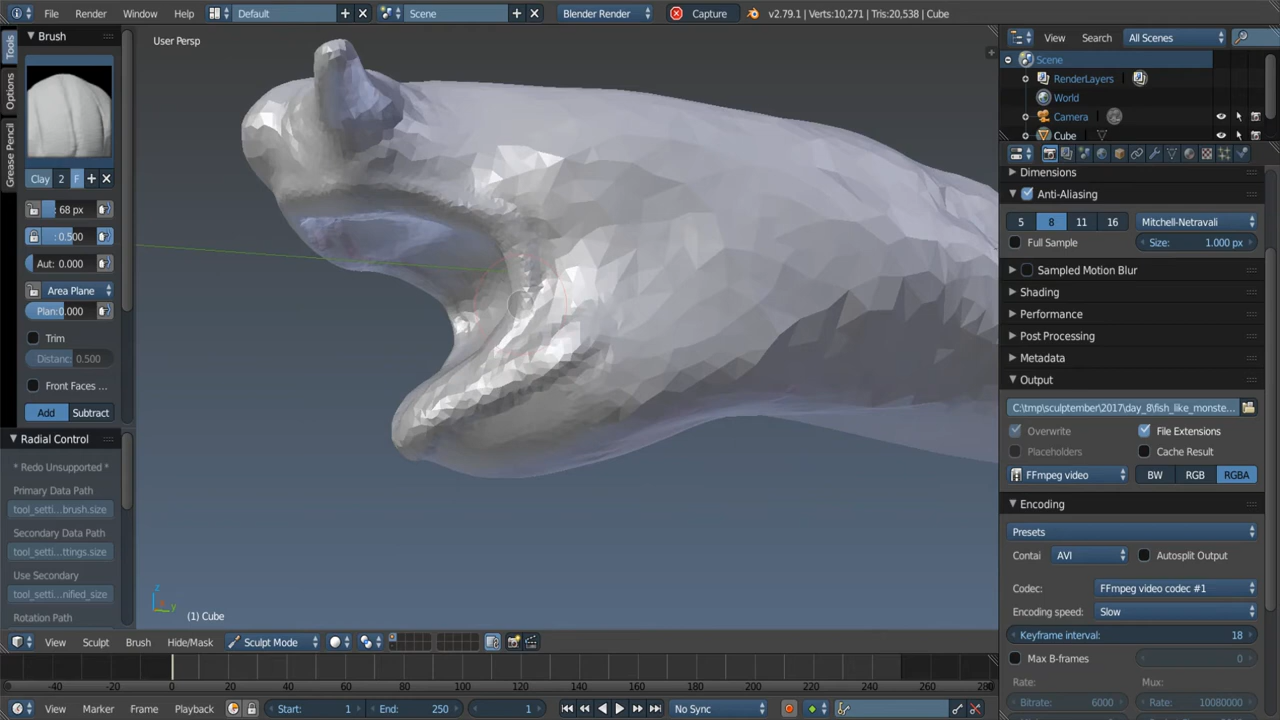 File Render Window Help Default Scene Blender Render Capture v2.79.1 | Verts:10,271 | Tris:20,538 | Cube
Tools
Options
Grease Pencil
Brush
Clay 2 F
68 px
: 0.500
Aut: 0.000
Area Plane
Plan: 0.000
Trim
Distanc: 0.500
Front Faces ...
Add Subtract
Radial Control
* Redo Unsupported *
Primary Data Path
tool_setti...brush.size
Secondary Data Path
tool_setti...ttings.size
Use Secondary
tool_setti...nified_size
Rotation Path
User Persp
z
y
(1) Cube
View Sculpt Brush Hide/Mask Sculpt Mode
-40 -20 0 20 40 60 80 100 120 140 160 180 200 220 240 260 280
View Marker Frame Playback Start: 1 End: 250 1 No Sync
View Search All Scenes
Scene
RenderLayers
World
Camera
Cube
Dimensions
Anti-Aliasing
5 8 11 16 Mitchell-Netravali
Full Sample Size: 1.000 px
Sampled Motion Blur
Shading
Performance
Post Processing
Metadata
Output
C:\tmp\sculptember\2017\day_8\fish_like_monste...
Overwrite File Extensions
Placeholders Cache Result
FFmpeg video BW RGB RGBA
Encoding
Presets
Contai AVI Autosplit Output
Codec: FFmpeg video codec #1
Encoding speed: Slow
Keyframe interval: 18
Max B-frames 0
Rate: Mux:
Bitrate: 6000 Rate: 10080000